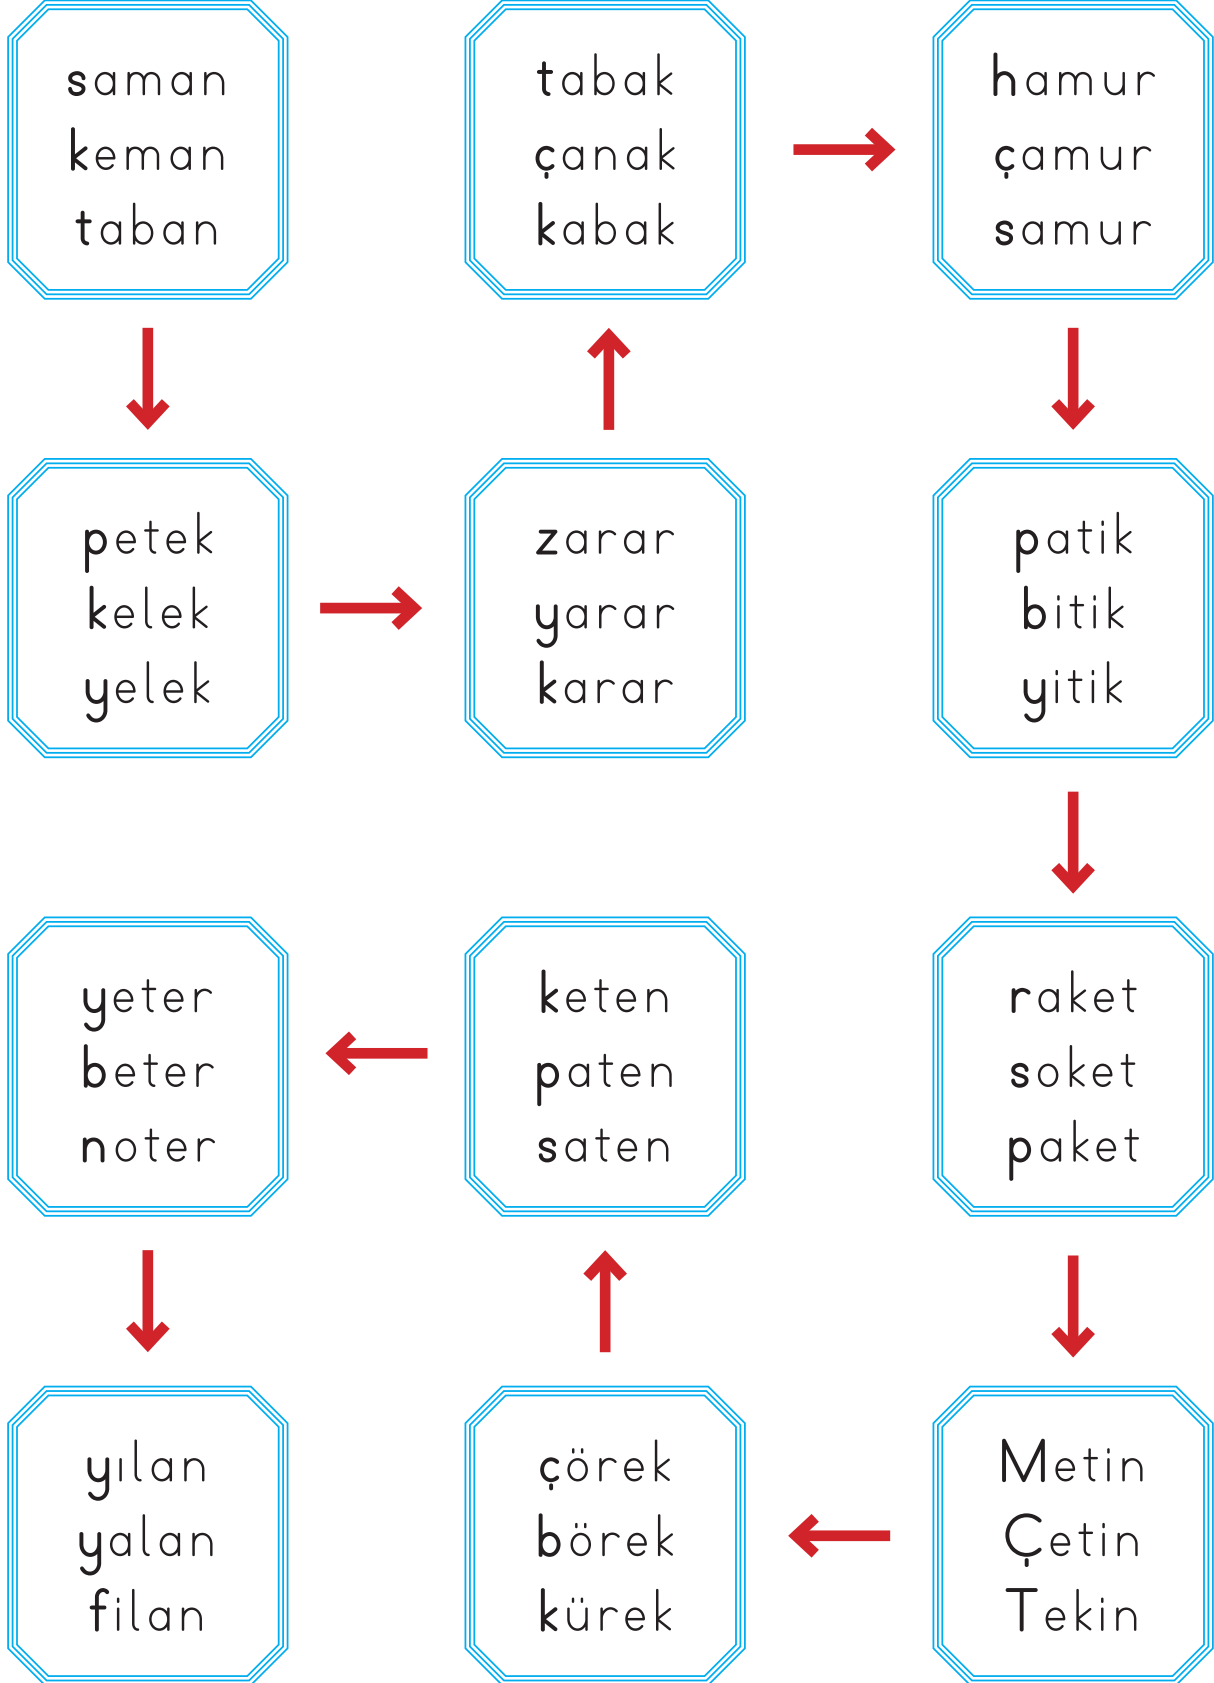 saman
keman
taban
petek
kelek
yelek
zarar
yarar
karar
tabak
çanak
kabak
hamur
çamur
samur
patik
bitik
yitik
raket
soket
paket
Metin
Çetin
Tekin
çörek
börek
kürek
keten
paten
saten
yeter
beter
noter
yılan
yalan
filan